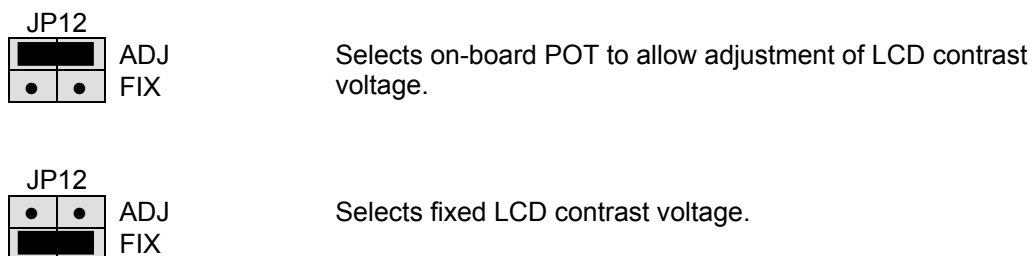 JP12
ADJ Selects on-board POT to allow adjustment of LCD contrast
FIX voltage.
JP12
ADJ Selects fixed LCD contrast voltage.
FIX